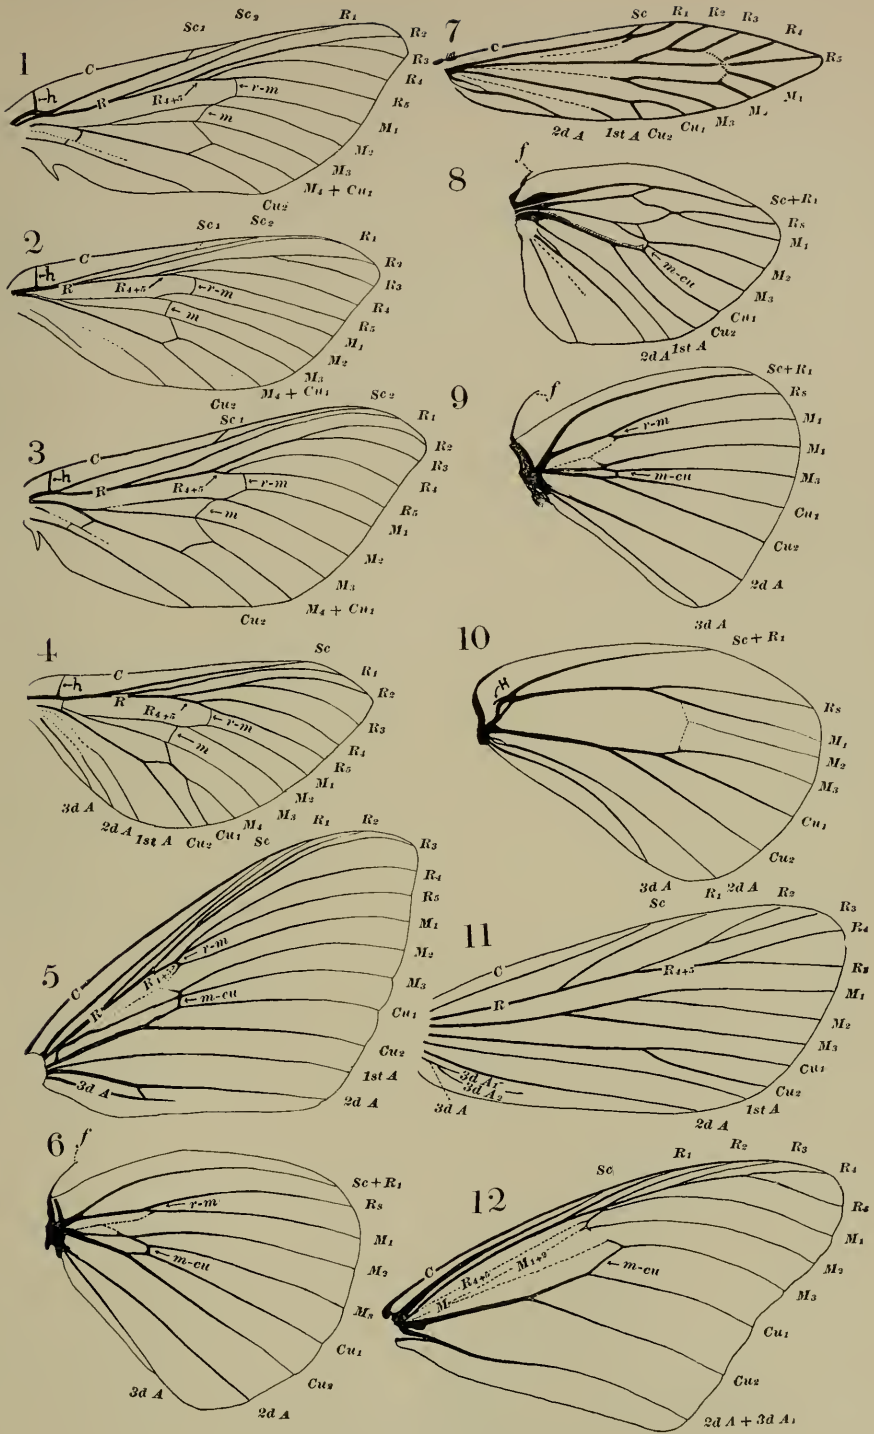 1
Sc₁
Sc₂
R₁
R₂
R₃
R₄
R₅
M₁
M₂
M₃
M₄ + Cu₁
Cu₂
C
h
R
R₄₊₅
r-m
m
2
Sc₁
Sc₂
R₁
R₂
R₃
R₄
R₅
M₁
M₂
M₃
M₄ + Cu₁
Cu₂
C
h
R
R₄₊₅
r-m
m
3
Sc₁
Sc₂
R₁
R₂
R₃
R₄
R₅
M₁
M₂
M₃
M₄ + Cu₁
Cu₂
C
h
R
R₄₊₅
r-m
m
4
Sc
R₁
R₂
R₃
R₄
R₅
M₁
M₂
M₃
M₄
Cu₁
Cu₂
1st A
2d A
3d A
C
h
R
R₄₊₅
r-m
m
5
Sc
R₁
R₂
R₃
R₄
R₅
M₁
M₂
M₃
Cu₁
Cu₂
1st A
2d A
3d A
C
R
R₄₊₅
r-m
m-cu
6
f
Sc+R₁
Rs
M₁
M₂
M₃
Cu₁
Cu₂
2d A
3d A
r-m
m-cu
7
C
Sc
R₁
R₂
R₃
R₄
R₅
M₁
M₂
M₃
Cu₁
Cu₂
1st A
2d A
8
f
Sc+R₁
Rs
M₁
M₂
M₃
Cu₁
Cu₂
1st A
2d A
m-cu
9
f
Sc+R₁
Rs
M₁
M₁
M₃
Cu₁
Cu₂
2d A
3d A
r-m
m-cu
10
Sc + R₁
H
Rs
M₁
M₂
M₃
Cu₁
Cu₂
2d A
3d A
11
Sc
R₁
R₂
R₃
R₄
R₅
M₁
M₂
M₃
Cu₁
Cu₂
1st A
2d A
3d A
3d A₁
3d A₂
C
R
R₄₊₅
12
Sc
R₁
R₂
R₃
R₄
R₅
M₁
M₂
M₃
Cu₁
Cu₂
2d A + 3d A₁
C
R₄₊₅
M
M₁₊₂
m-cu